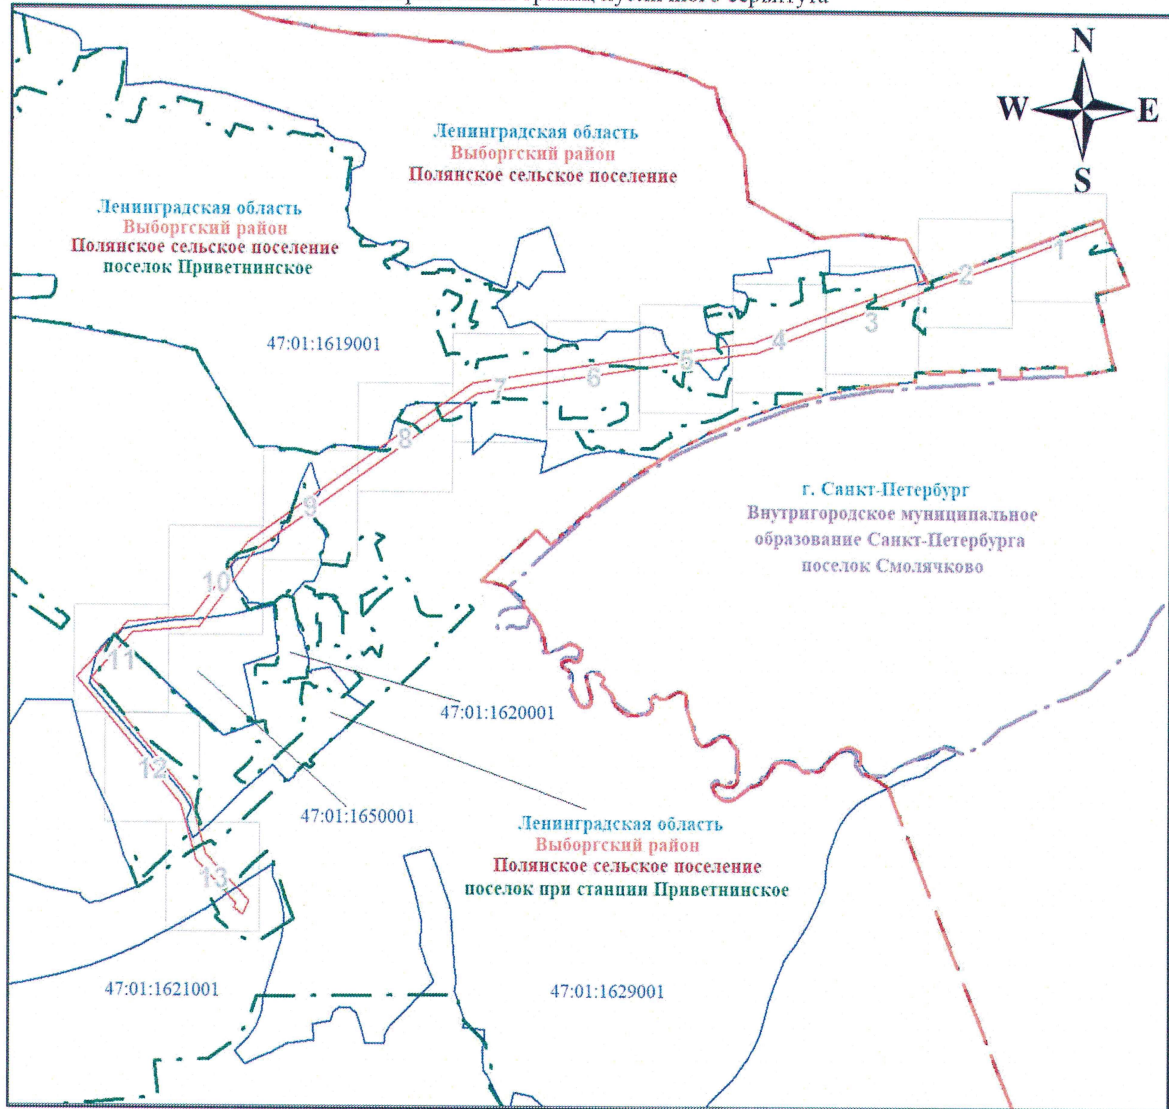 N
W E
S
Ленинградская область
Выборгский район
Полянское сельское поселение
Ленинградская область
Выборгский район
Полянское сельское поселение
поселок Приветнинское
1
2
3
4
5
6
7
8
9
10
11
12
13
47:01:1619001
г. Санкт-Петербург
Внутригородское муниципальное
образование Санкт-Петербурга
поселок Смолячково
47:01:1620001
47:01:1650001
Ленинградская область
Выборгский район
Полянское сельское поселение
поселок при станции Приветнинское
47:01:1621001
47:01:1629001